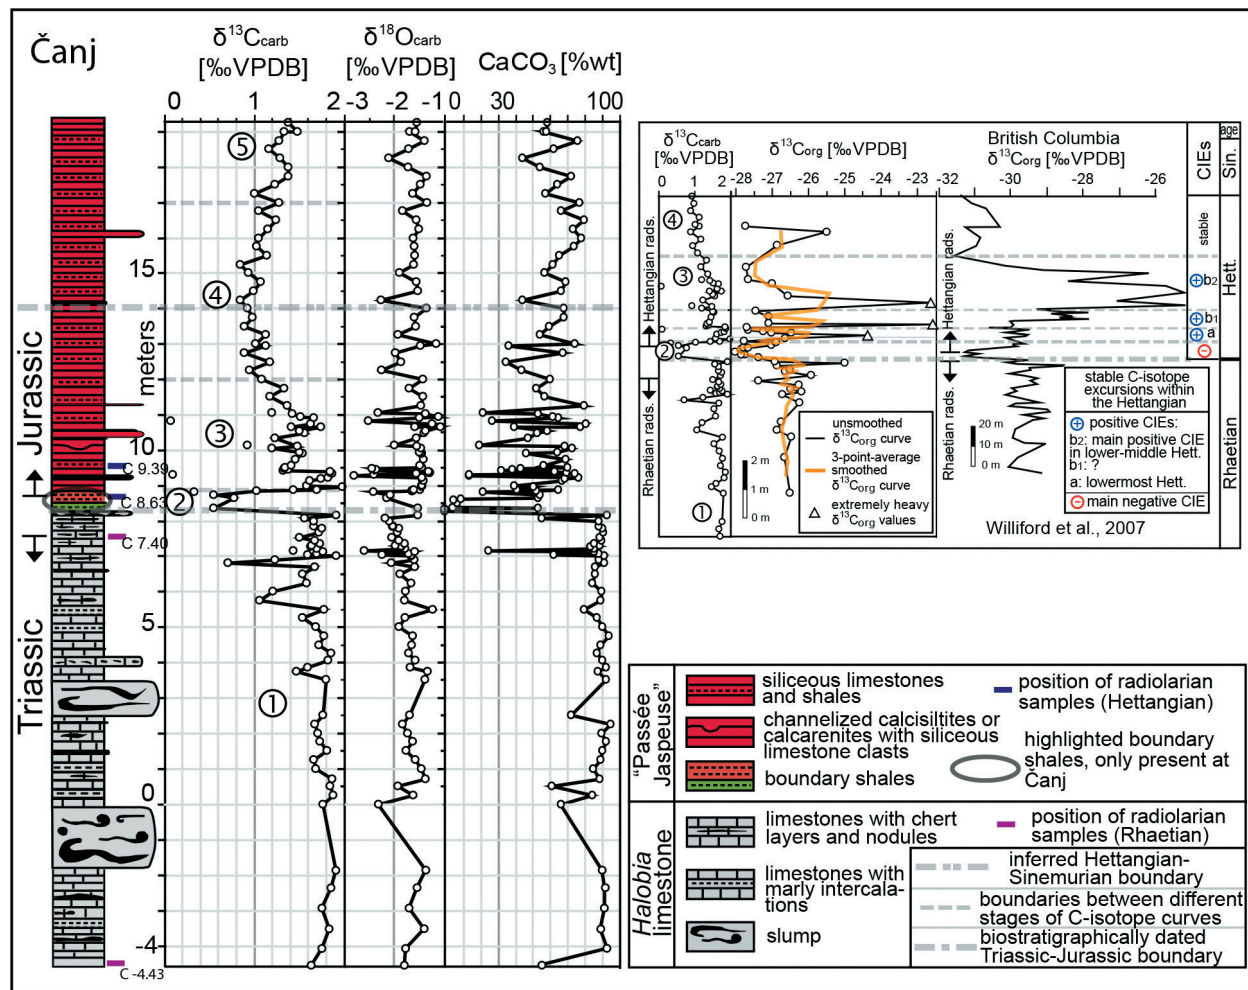 Čanj
δ13Ccarb
[‰VPDB]
δ18Ocarb
[‰VPDB]
CaCO3 [%wt]
0 1 2 -3 -2 -1 0 30 100
Jurassic
Triassic
meters
15
10
5
0
-4
C 9.39
C 8.63
C 7.40
C -4.43
5
4
3
2
1
δ13Ccarb
[‰VPDB]
0 1 2
δ13Corg [‰VPDB]
-28 -27 -26 -25 -24 -23
British Columbia
δ13Corg [‰VPDB]
-32 -30 -28 -26
CIEs
age
Sin.
Hett.
Rhaetian
stable
+b2
+b1
+ a
−
4
3
2
1
Hettangian rads.
Rhaetian rads.
Hettangian rads.
Rhaetian rads.
2 m
1 m
0 m
20 m
10 m
0 m
unsmoothed
δ13Corg curve
3-point-average
smoothed
δ13Corg curve
extremely heavy
δ13Corg values
stable C-isotope
excursions within
the Hettangian
+ positive CIEs:
b2: main positive CIE
in lower-middle Hett.
b1: ?
a: lowermost Hett.
− main negative CIE
Williford et al., 2007
"Passée
Jaspeuse"
siliceous limestones
and shales
channelized calcisiltites or
calcarenites with siliceous
limestone clasts
boundary shales
position of radiolarian
samples (Hettangian)
highlighted boundary
shales, only present at
Čanj
Halobia
limestone
limestones with chert
layers and nodules
limestones with
marly intercala-
tions
slump
position of radiolarian
samples (Rhaetian)
inferred Hettangian-
Sinemurian boundary
boundaries between different
stages of C-isotope curves
biostratigraphically dated
Triassic-Jurassic boundary